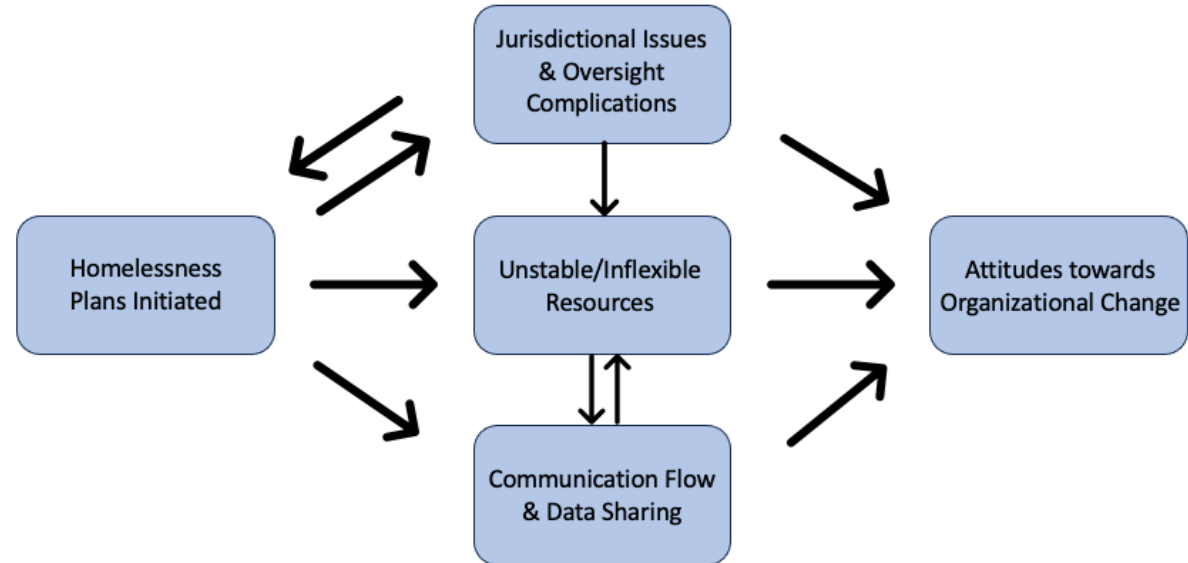 Jurisdictional Issues
& Oversight
Complications
Homelessness
Plans Initiated
Unstable/Inflexible
Resources
Attitudes towards
Organizational Change
Communication Flow
& Data Sharing